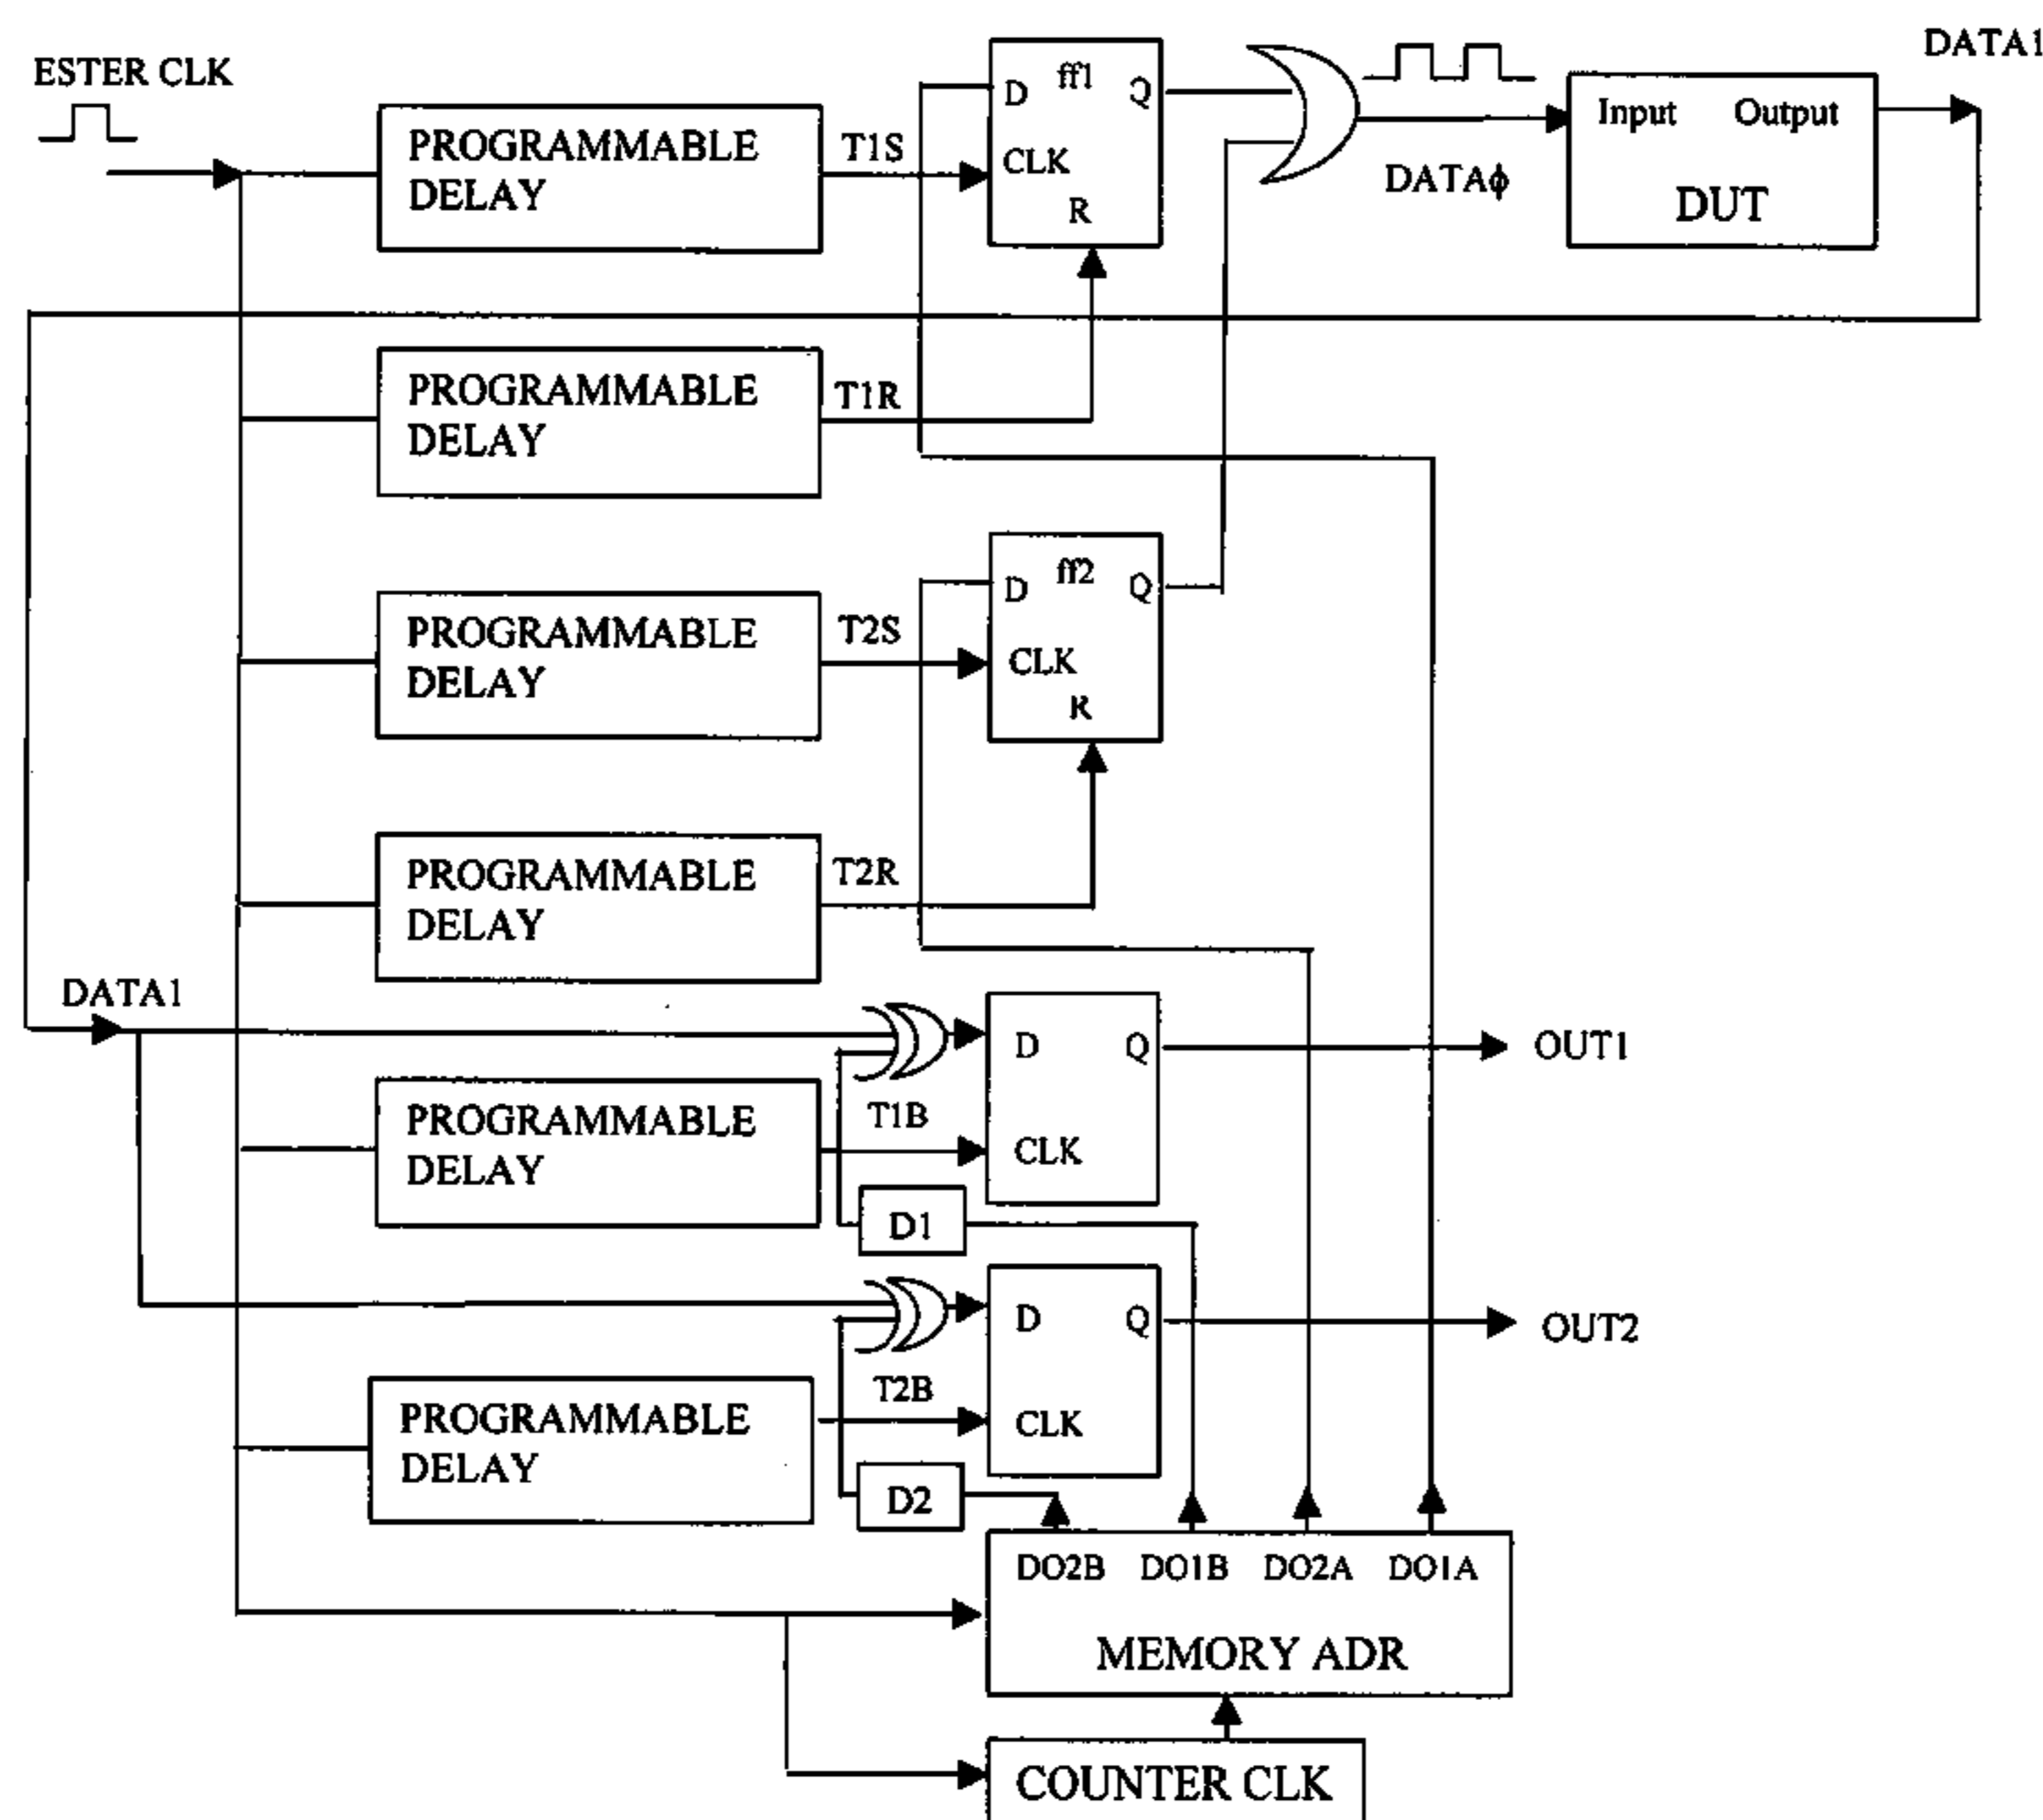 ESTER CLK
PROGRAMMABLE
DELAY
T1S
D ff1 Q
CLK
R
DATAϕ
Input Output
DUT
DATA1
PROGRAMMABLE
DELAY
T1R
PROGRAMMABLE
DELAY
T2S
D ff2 Q
CLK
R
PROGRAMMABLE
DELAY
T2R
DATA1
D Q
CLK
OUT1
PROGRAMMABLE
DELAY
T1B
D1
D Q
CLK
OUT2
PROGRAMMABLE
DELAY
T2B
D2
DO2B DO1B DO2A DO1A
MEMORY ADR
COUNTER CLK